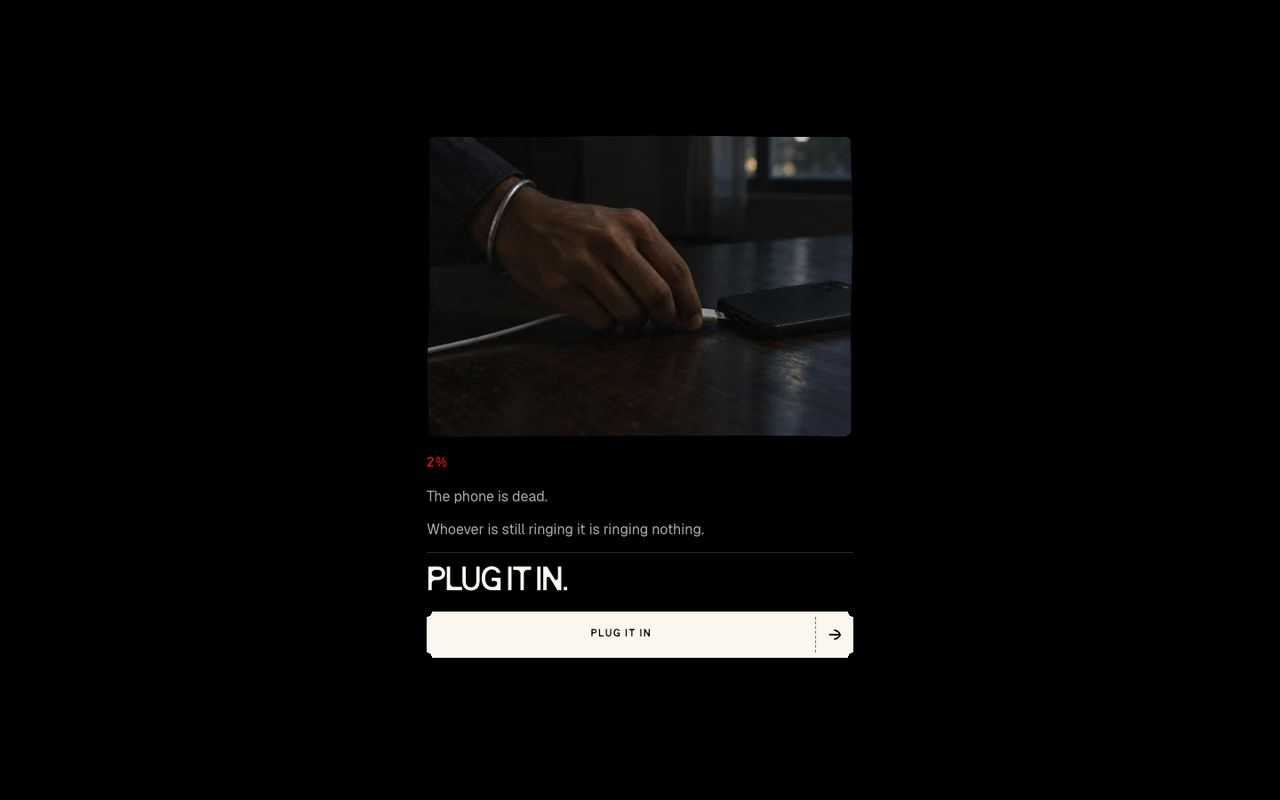 2%
The phone is dead.
Whoever is still ringing it is ringing nothing.
PLUG IT IN.
PLUG IT IN